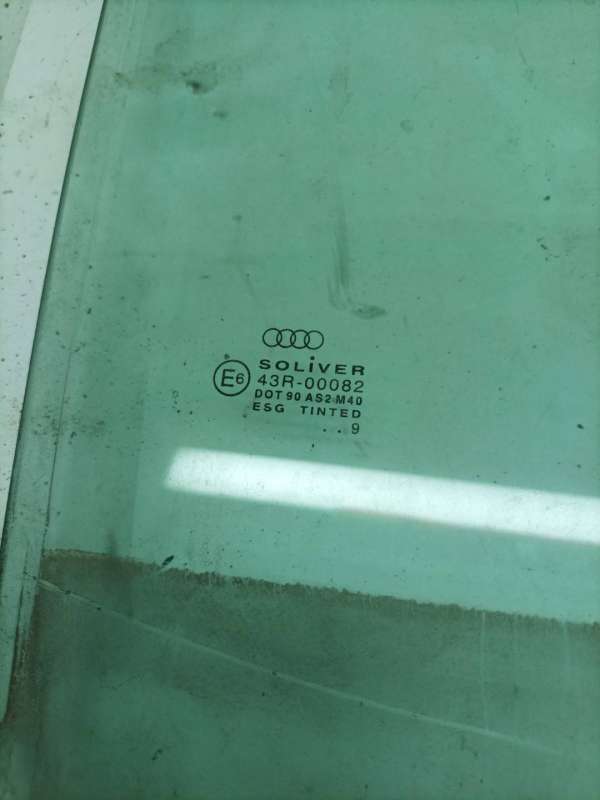 SOLiVER
E6 43R-00082
DOT 90 AS2 M40
ESG TINTED
. . 9